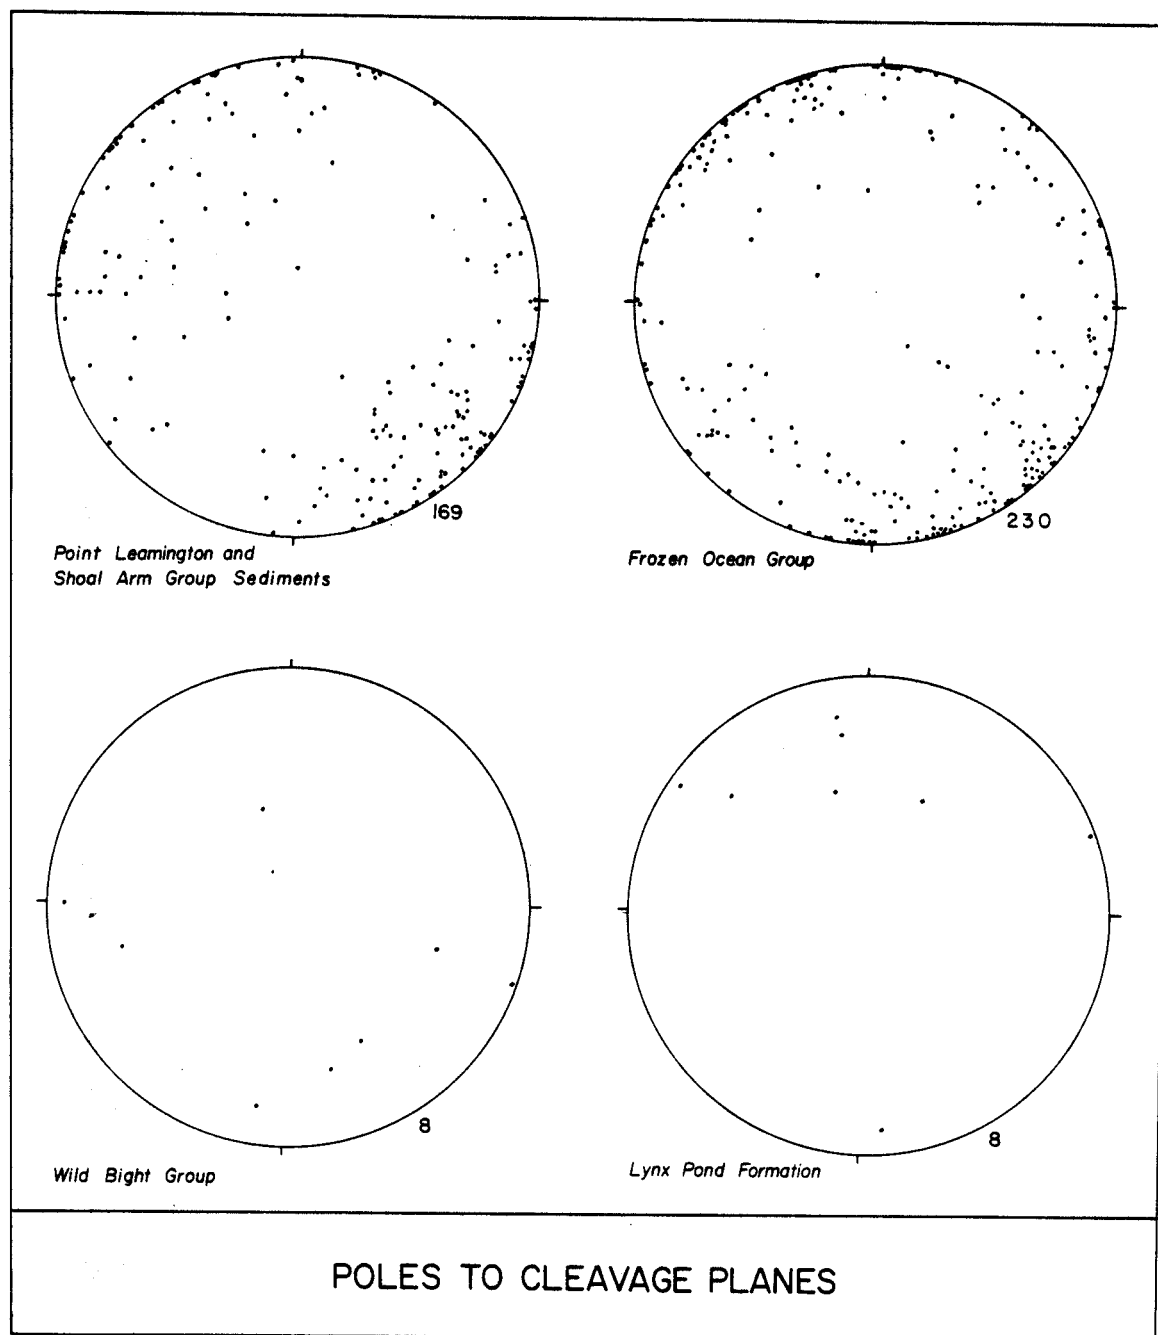 169
Point Leamington and
Shoal Arm Group Sediments
230
Frozen Ocean Group
8
Wild Bight Group
8
Lynx Pond Formation
POLES TO CLEAVAGE PLANES